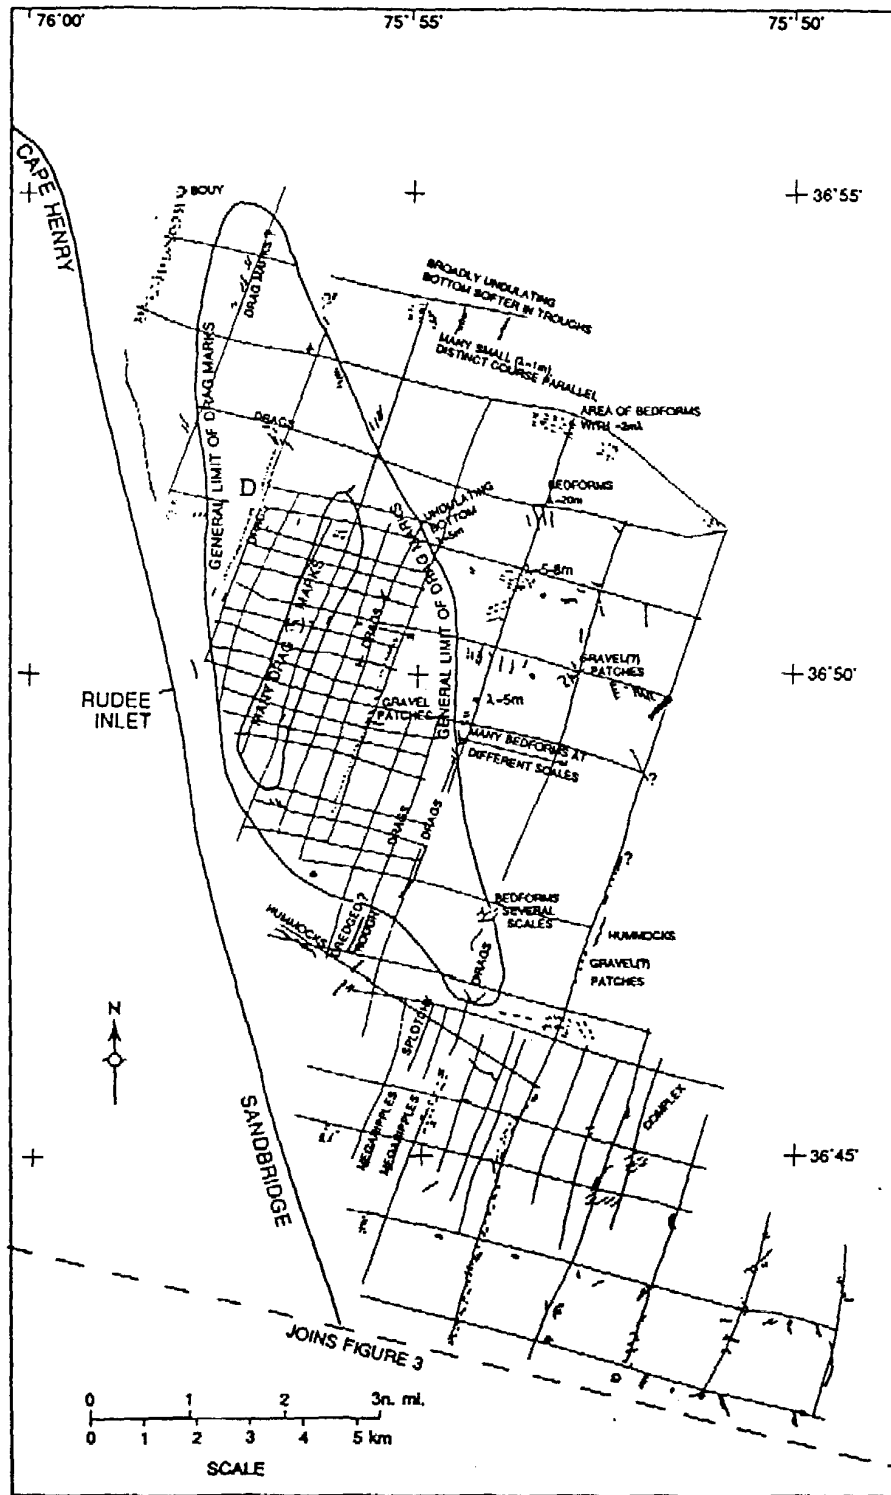 76°00'
75°55'
75°50'
CAPE HENRY
BOUY
36°55'
DRAG MARKS ?
BROADLY UNDULATING
BOTTOM SOFTER IN TROUGHS
MANY SMALL (λ=1m)
DISTINCT COURSE PARALLEL
GENERAL LIMIT OF DRAG MARKS
DRAGS
AREA OF BEDFORMS
WITH ~2mλ
D
BEDFORMS
λ~20m
UNDULATING
BOTTOM
λ~5m
GENERAL LIMIT OF DRAG MARKS
λ~5-8m
MANY DRAG MARKS
DRAGS
GRAVEL(?)
PATCHES
36°50'
RUDEE
INLET
GRAVEL
PATCHES
λ~5m
MANY BEDFORMS AT
DIFFERENT SCALES
?
DRAGS
DRAGS
?
BEDFORMS
SEVERAL
SCALES
HUMMOCKS
DREDGED ?
ROUGH
HUMMOCKS
GRAVEL(?)
PATCHES
DRAGS
N
SPLOTCHY
COMPLEX
MEGARIPPLES
MEGARIPPLES
SANDBRIDGE
36°45'
JOINS FIGURE 3
0 1 2 3n. mi.
0 1 2 3 4 5 km
SCALE